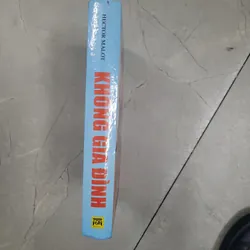 HECTOR MALOT
KHÔNG GIA ĐÌNH